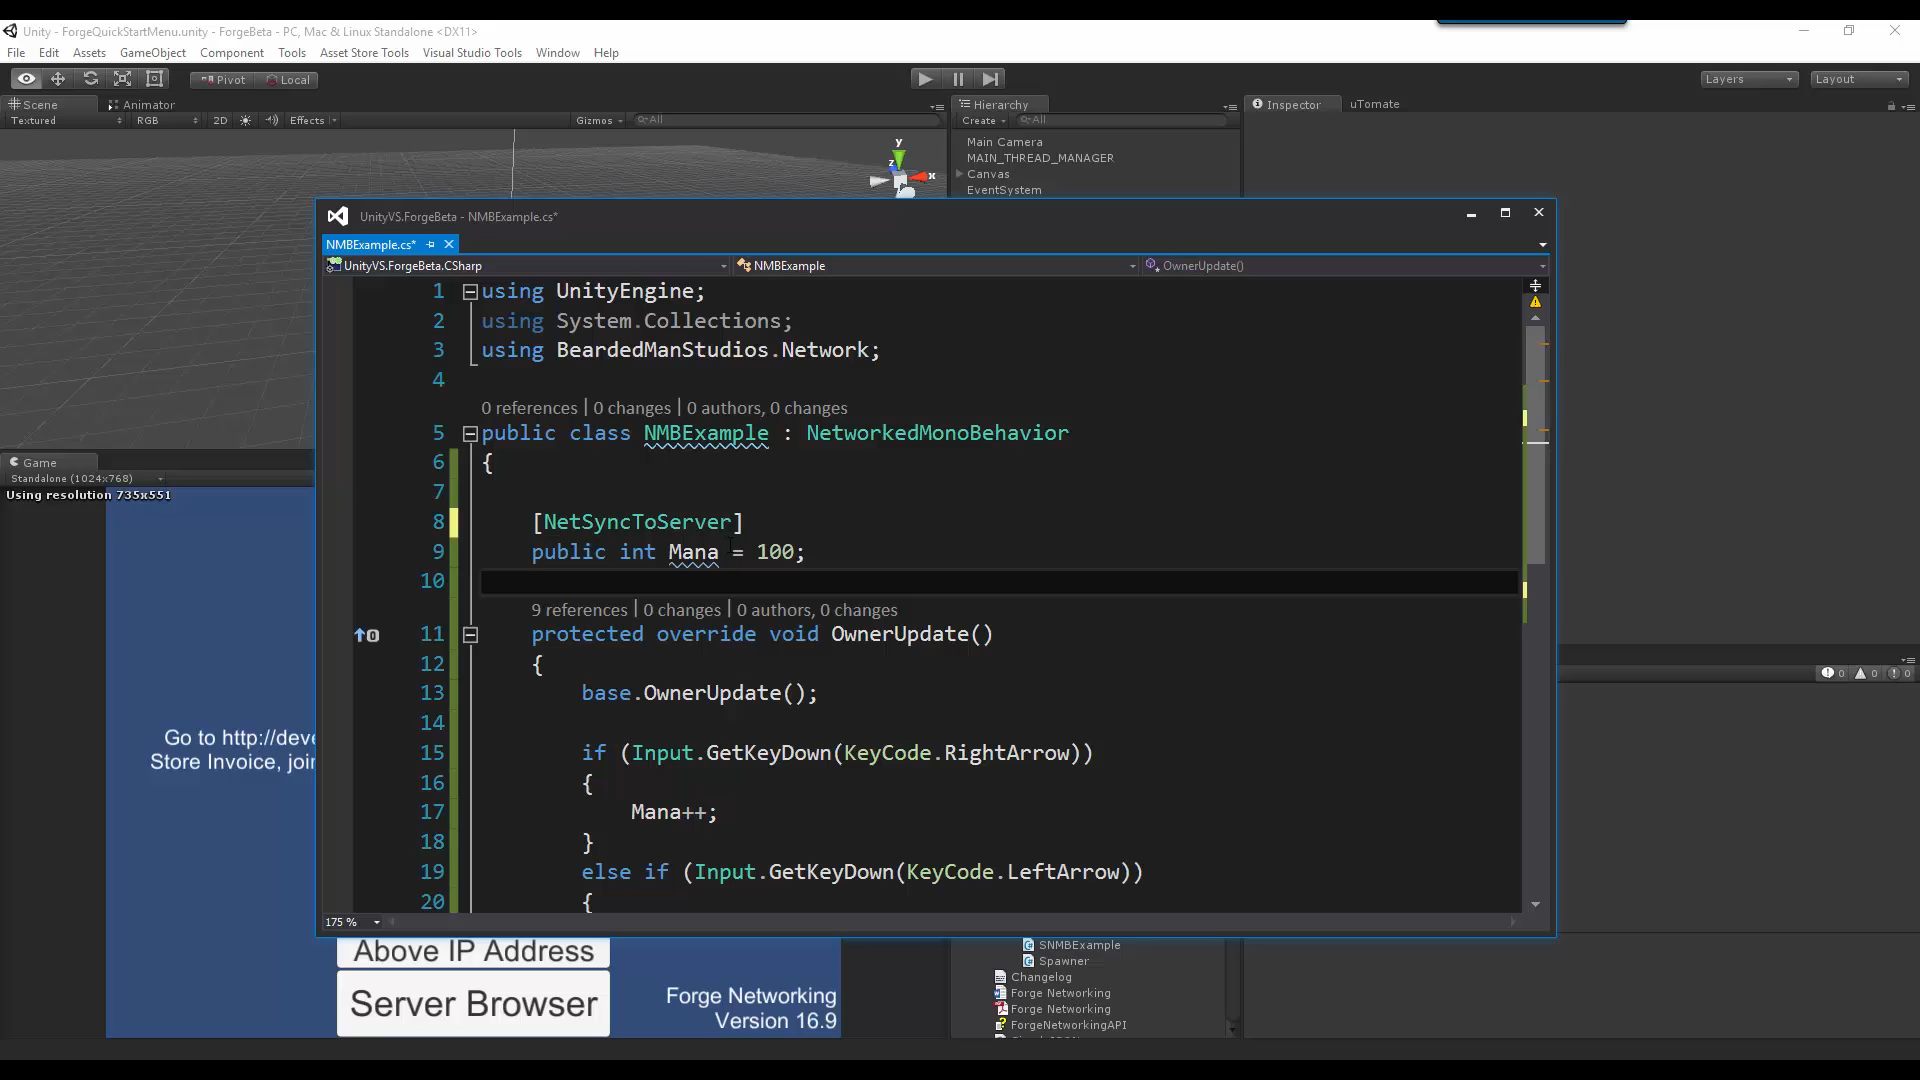 Unity - ForgeQuickStartMenu.unity - ForgeBeta - PC, Mac & Linux Standalone <DX11>
File Edit Assets GameObject Component Tools Asset Store Tools Visual Studio Tools Window Help
Pivot Local Layers Layout
Scene Animator Hierarchy Inspector uTomate
Textured RGB 2D Effects Gizmos All Create All
Main Camera
MAIN_THREAD_MANAGER
Canvas
EventSystem
y
z
x
UnityVS.ForgeBeta - NMBExample.cs*
NMBExample.cs*
UnityVS.ForgeBeta.CSharp NMBExample OwnerUpdate()
1 using UnityEngine;
2 using System.Collections;
3 using BeardedManStudios.Network;
4
0 references | 0 changes | 0 authors, 0 changes
5 public class NMBExample : NetworkedMonoBehavior
6 {
7
8 [NetSyncToServer]
9 public int Mana = 100;
10
9 references | 0 changes | 0 authors, 0 changes
11 protected override void OwnerUpdate()
12 {
13 base.OwnerUpdate();
14
15 if (Input.GetKeyDown(KeyCode.RightArrow))
16 {
17 Mana++;
18 }
19 else if (Input.GetKeyDown(KeyCode.LeftArrow))
20 {
175 %
Game
Standalone (1024x768)
Using resolution 735x551
Go to http://deve
Store Invoice, join
0 0 0
Above IP Address
Server Browser
Forge Networking
Version 16.9
SNMBExample
Spawner
Changelog
Forge Networking
Forge Networking
ForgeNetworkingAPI